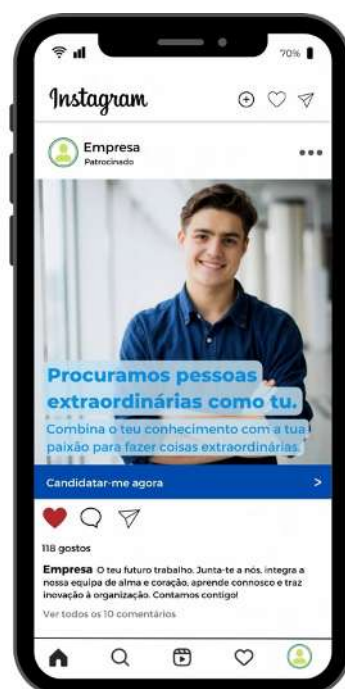 70%
Instagram
Empresa
Patrocinado
Procuramos pessoas
extraordinárias como tu.
Combina o teu conhecimento com a tua
paixão para fazer coisas extraordinárias.
Candidatar-me agora >
118 gostos
Empresa O teu futuro trabalho. Junta-te a nós, integra a
nossa equipa de alma e coração, aprende connosco e traz
inovação à organização. Contamos contigo!
Ver todos os 10 comentários